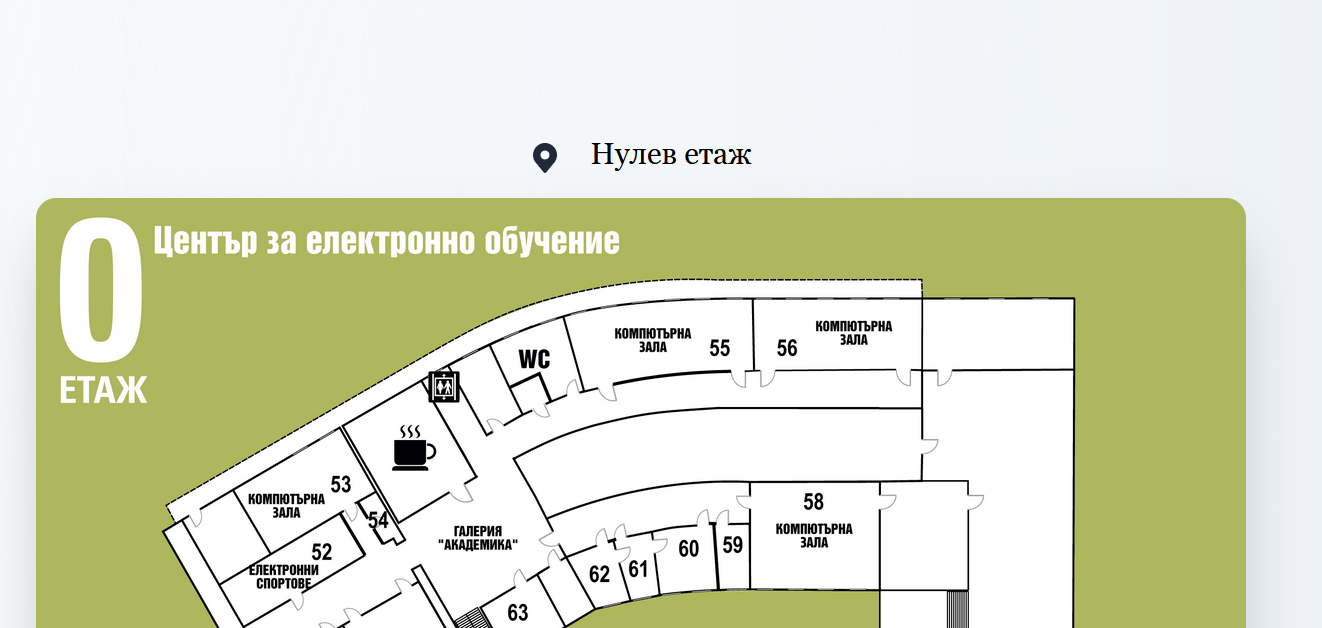 Нулев етаж
0
Център за електронно обучение
ЕТАЖ
КОМПЮТЪРНА
ЗАЛА
55
56
КОМПЮТЪРНА
ЗАЛА
WC
53
КОМПЮТЪРНА
ЗАЛА
54
52
ЕЛЕКТРОННИ
СПОРТОВЕ
ГАЛЕРИЯ
"АКАДЕМИКА"
58
КОМПЮТЪРНА
ЗАЛА
59
60
61
62
63